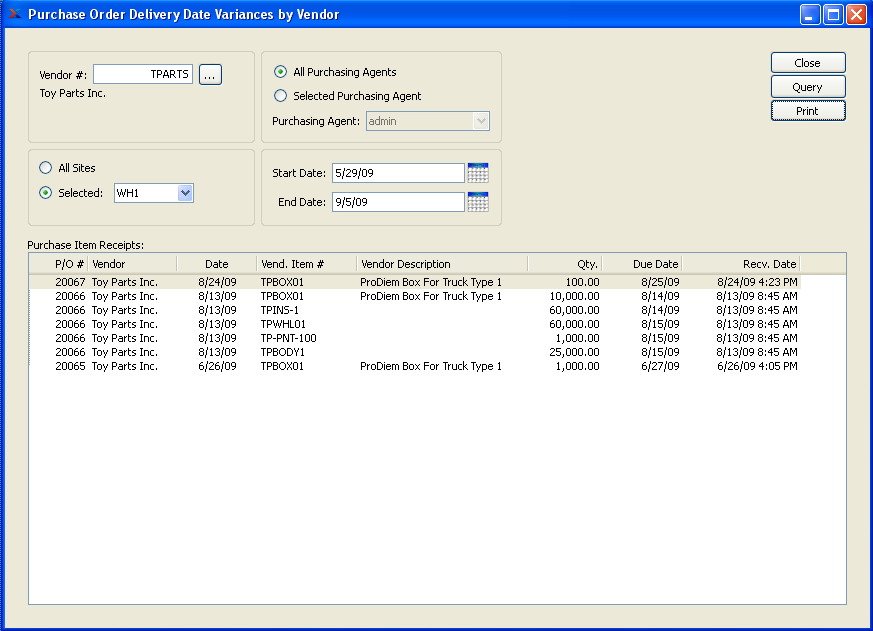 Purchase Order Delivery Date Variances by Vendor
Vendor #: TPARTS ...
Toy Parts Inc.
All Purchasing Agents
Selected Purchasing Agent
Purchasing Agent: admin
Close
Query
Print
All Sites
Selected: WH1
Start Date: 5/29/09
End Date: 9/5/09
Purchase Item Receipts:
P/O # Vendor Date Vend. Item # Vendor Description Qty. Due Date Recv. Date
20067 Toy Parts Inc. 8/24/09 TPBOX01 ProDiem Box For Truck Type 1 100.00 8/25/09 8/24/09 4:23 PM
20066 Toy Parts Inc. 8/13/09 TPBOX01 ProDiem Box For Truck Type 1 10,000.00 8/14/09 8/13/09 8:45 AM
20066 Toy Parts Inc. 8/13/09 TPINS-1 60,000.00 8/14/09 8/13/09 8:45 AM
20066 Toy Parts Inc. 8/13/09 TPWHL01 60,000.00 8/15/09 8/13/09 8:45 AM
20066 Toy Parts Inc. 8/13/09 TP-PNT-100 1,000.00 8/15/09 8/13/09 8:45 AM
20066 Toy Parts Inc. 8/13/09 TPBODY1 25,000.00 8/15/09 8/13/09 8:45 AM
20065 Toy Parts Inc. 6/26/09 TPBOX01 ProDiem Box For Truck Type 1 1,000.00 6/27/09 6/26/09 4:05 PM